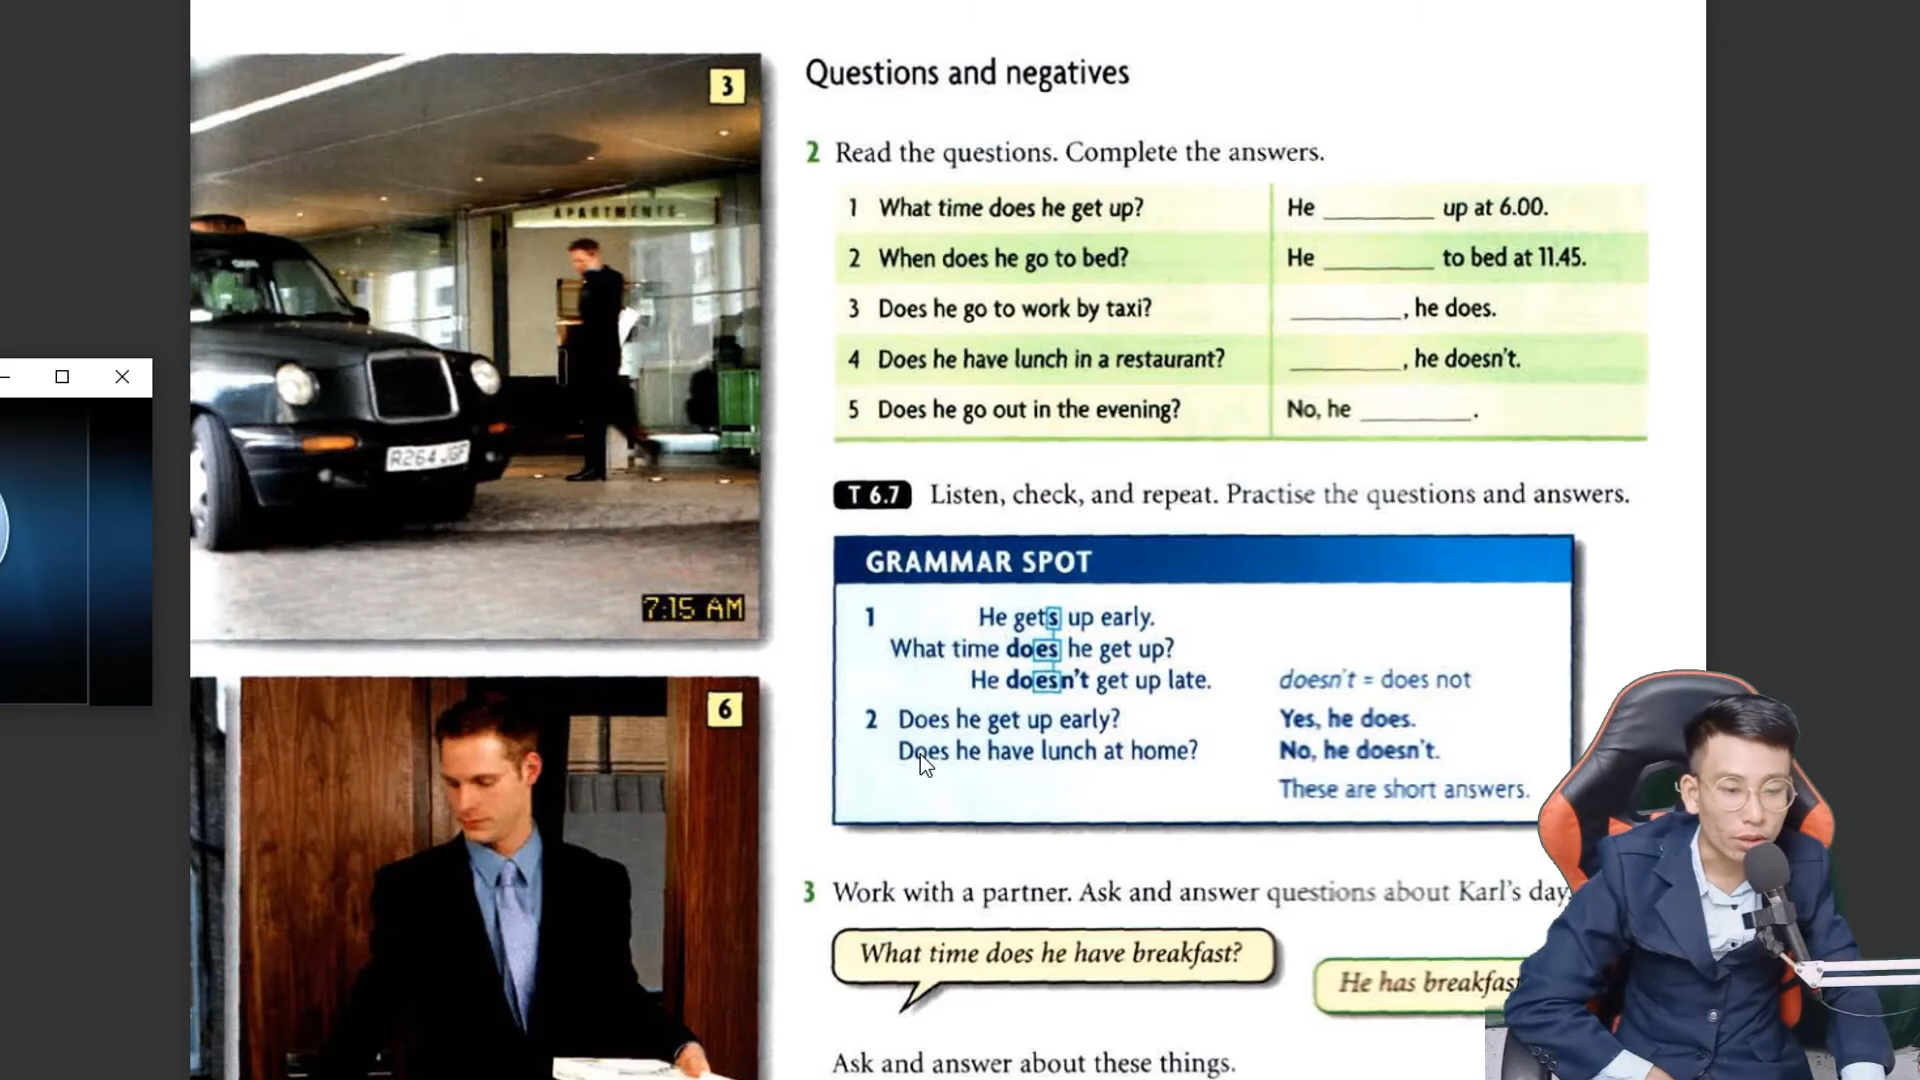 3
APARTMENTS
R264 JGF
7:15 AM
6
Questions and negatives
2 Read the questions. Complete the answers.
1 What time does he get up? He ________ up at 6.00.
2 When does he go to bed? He ________ to bed at 11.45.
3 Does he go to work by taxi? ________, he does.
4 Does he have lunch in a restaurant? ________, he doesn't.
5 Does he go out in the evening? No, he ________.
T 6.7 Listen, check, and repeat. Practise the questions and answers.
GRAMMAR SPOT
1 He gets up early.
What time does he get up?
He doesn't get up late. doesn't = does not
2 Does he get up early? Yes, he does.
Does he have lunch at home? No, he doesn't.
These are short answers.
3 Work with a partner. Ask and answer questions about Karl's day
What time does he have breakfast?
He has breakfast
Ask and answer about these things.